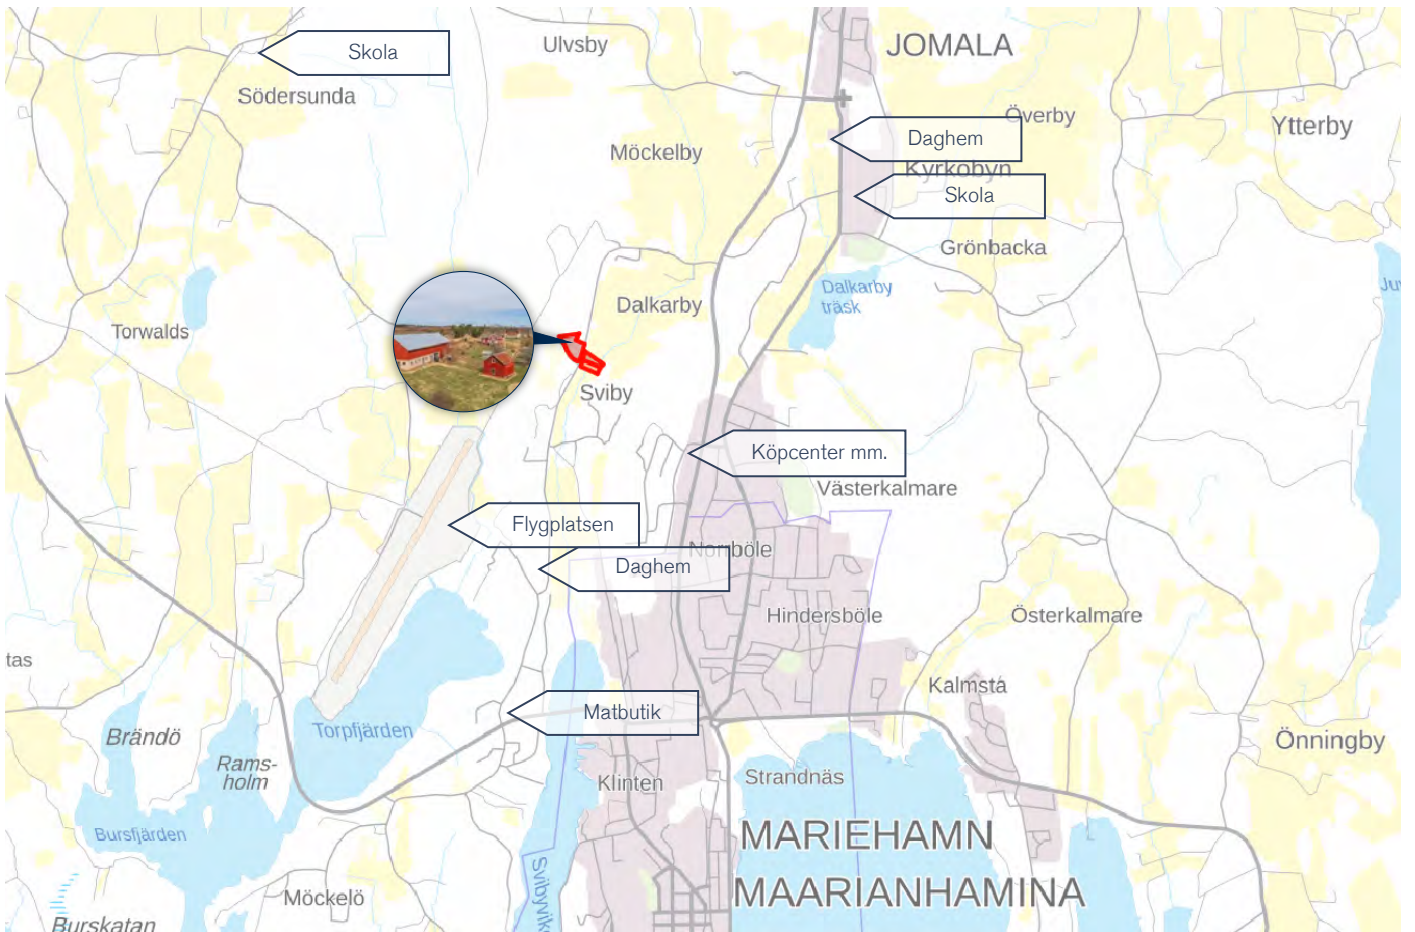 Skola
Ulvsby
JOMALA
Södersunda
Överby
Ytterby
Daghem
Möckelby
Kyrkobyn
Skola
Grönbacka
Dalkarby
träsk
Dalkarby
Torwalds
Sviby
Köpcenter mm.
Västerkalmare
Flygplatsen
Norrböle
Daghem
Hindersböle
Österkalmare
tas
Kalmsta
Matbutik
Torpfjärden
Brändö
Önningby
Rams-
holm
Klinten
Strandnäs
Bursfjärden
MARIEHAMN
MAARIANHAMINA
Svibyvik
Möckelö
Burskatan